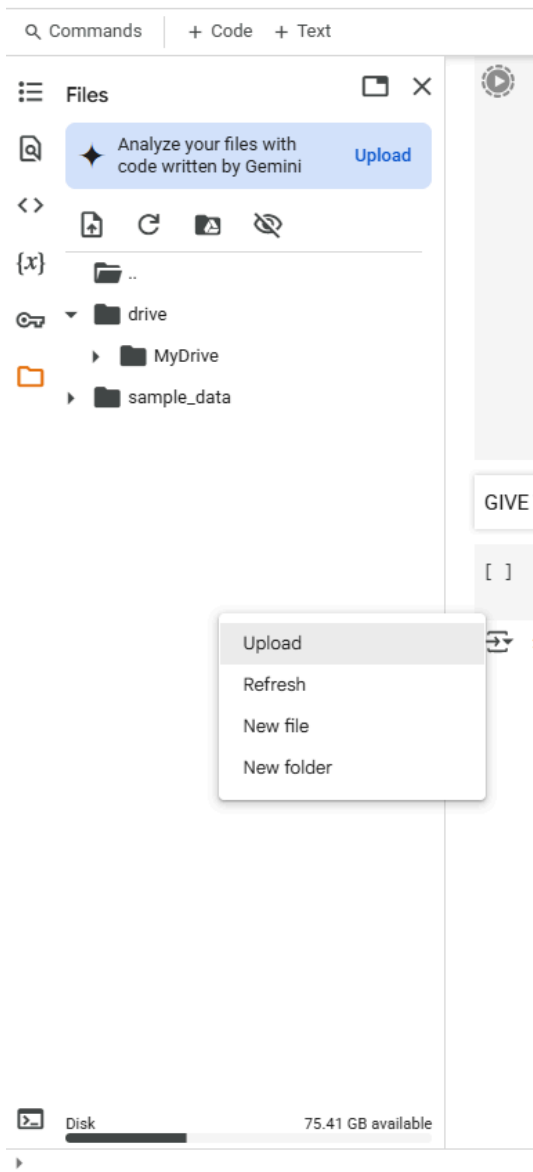 Commands + Code + Text
Files
Analyze your files with
code written by Gemini
Upload
{x}
..
drive
MyDrive
sample_data
GIVE
[ ]
Upload
Refresh
New file
New folder
Disk 75.41 GB available